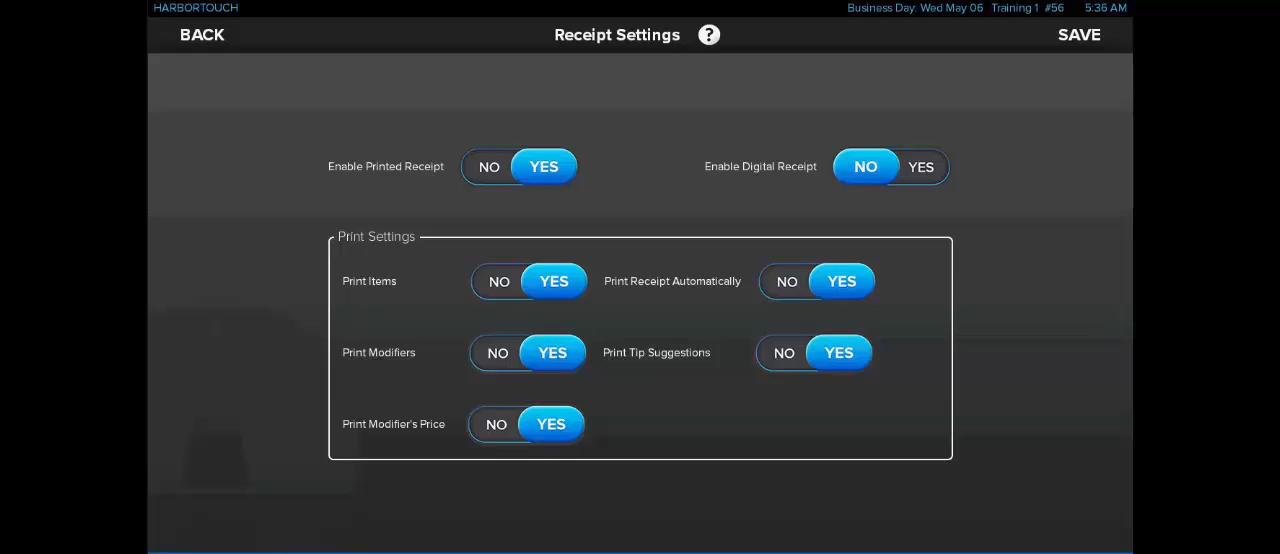 HARBORTOUCH Business Day: Wed May 06 Training 1 #56 5:36 AM
BACK Receipt Settings ? SAVE
Enable Printed Receipt NO YES Enable Digital Receipt NO YES
Print Settings
Print Items NO YES Print Receipt Automatically NO YES
Print Modifiers NO YES Print Tip Suggestions NO YES
Print Modifier's Price NO YES